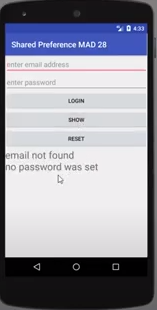 4:33
Shared Preference MAD 28
enter email address
enter password
LOGIN
SHOW
RESET
email not found
no password was set